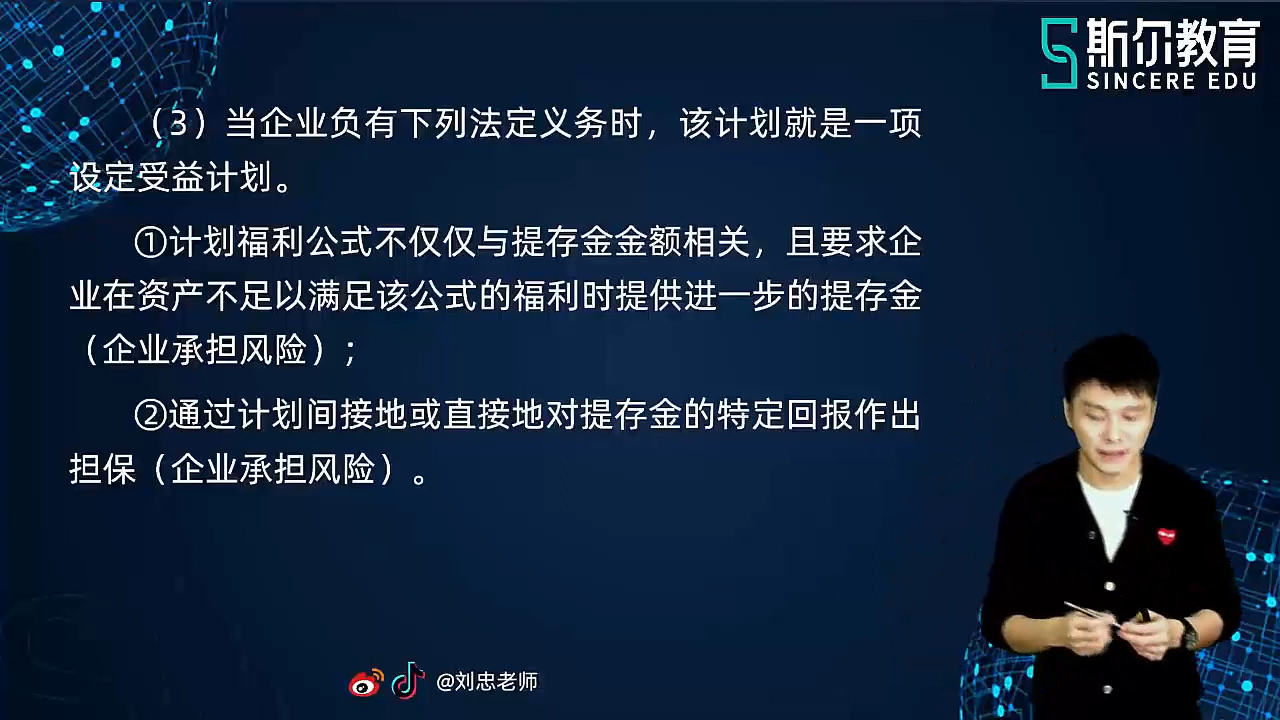 斯尔教育
SINCERE EDU
（3）当企业负有下列法定义务时，该计划就是一项
设定受益计划。
①计划福利公式不仅仅与提存金金额相关，且要求企
业在资产不足以满足该公式的福利时提供进一步的提存金
（企业承担风险）；
②通过计划间接地或直接地对提存金的特定回报作出
担保（企业承担风险）。
@刘忠老师